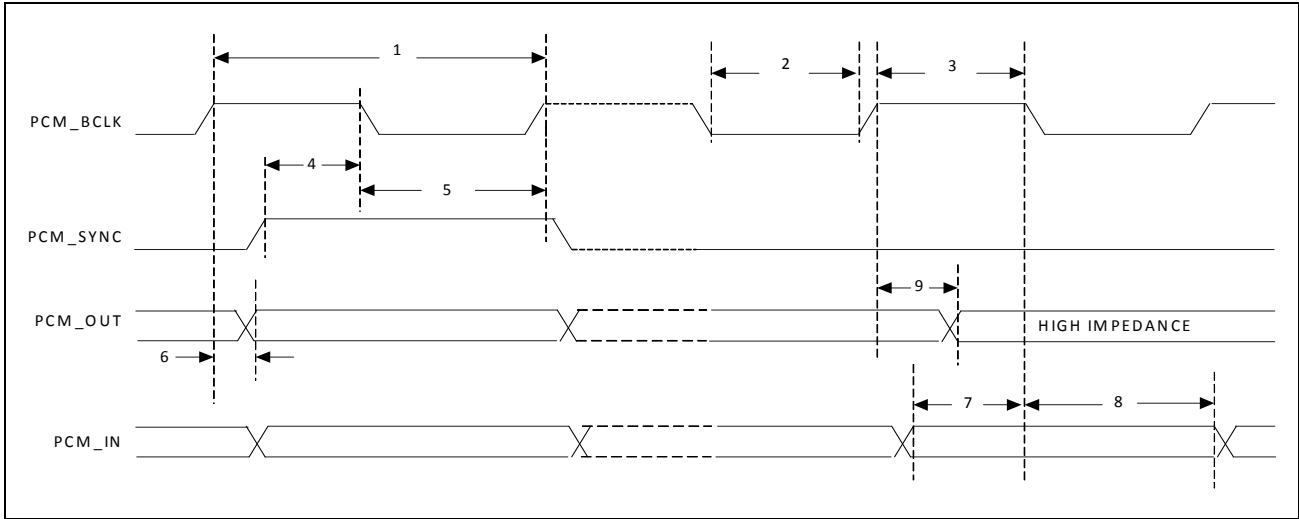 1
2
3
PCM_BCLK
4
5
PCM_SYNC
9
PCM_OUT
HIGH IMPEDANCE
6
7
8
PCM_IN